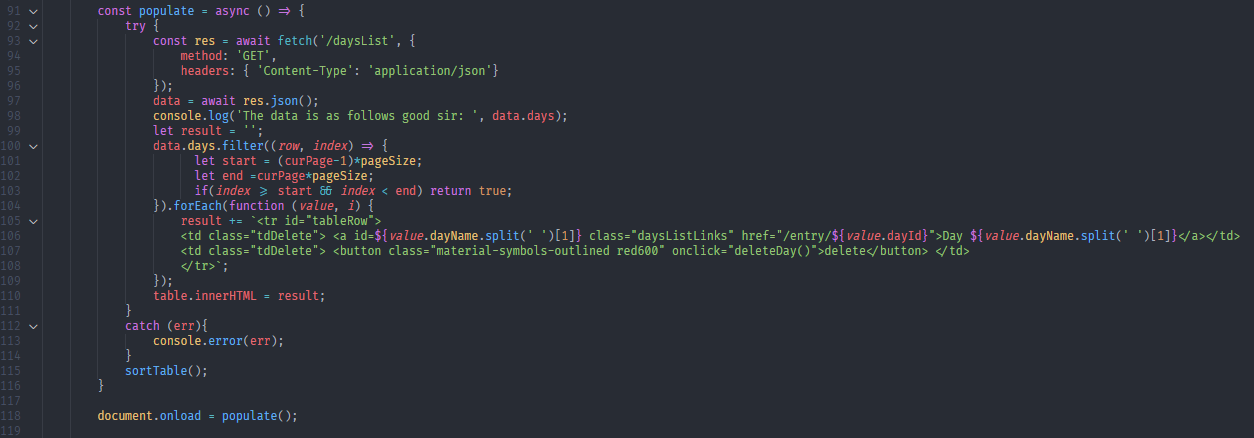 91 const populate = async () => {
92 try {
93 const res = await fetch('/daysList', {
94 method: 'GET',
95 headers: { 'Content-Type': 'application/json'}
96 });
97 data = await res.json();
98 console.log('The data is as follows good sir: ', data.days);
99 let result = '';
100 data.days.filter((row, index) => {
101 let start = (curPage-1)*pageSize;
102 let end =curPage*pageSize;
103 if(index >= start && index < end) return true;
104 }).forEach(function (value, i) {
105 result += `<tr id="tableRow">
106 <td class="tdDelete"> <a id=${value.dayName.split(' ')[1]} class="daysListLinks" href="/entry/${value.dayId}">Day ${value.dayName.split(' ')[1]}</a></td>
107 <td class="tdDelete"> <button class="material-symbols-outlined red600" onclick="deleteDay()">delete</button> </td>
108 </tr>`;
109 });
110 table.innerHTML = result;
111 }
112 catch (err){
113 console.error(err);
114 }
115 sortTable();
116 }
117
118 document.onload = populate();
119